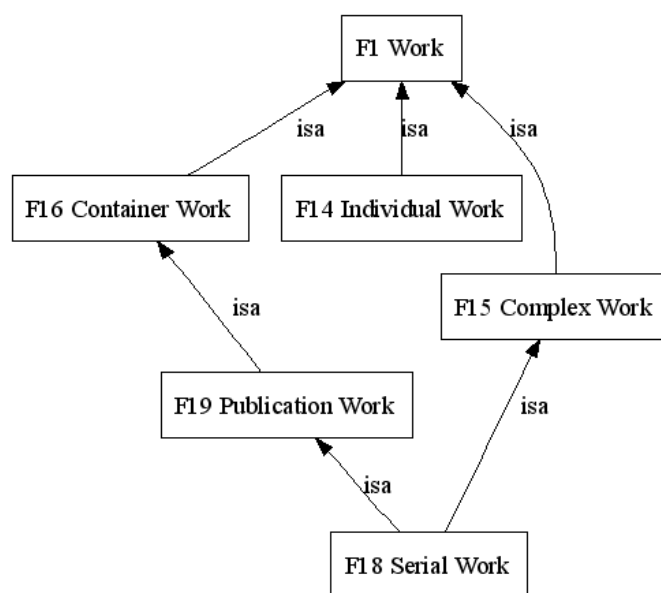 F1 Work
isa
isa
isa
F16 Container Work
F14 Individual Work
F15 Complex Work
isa
F19 Publication Work
isa
isa
F18 Serial Work